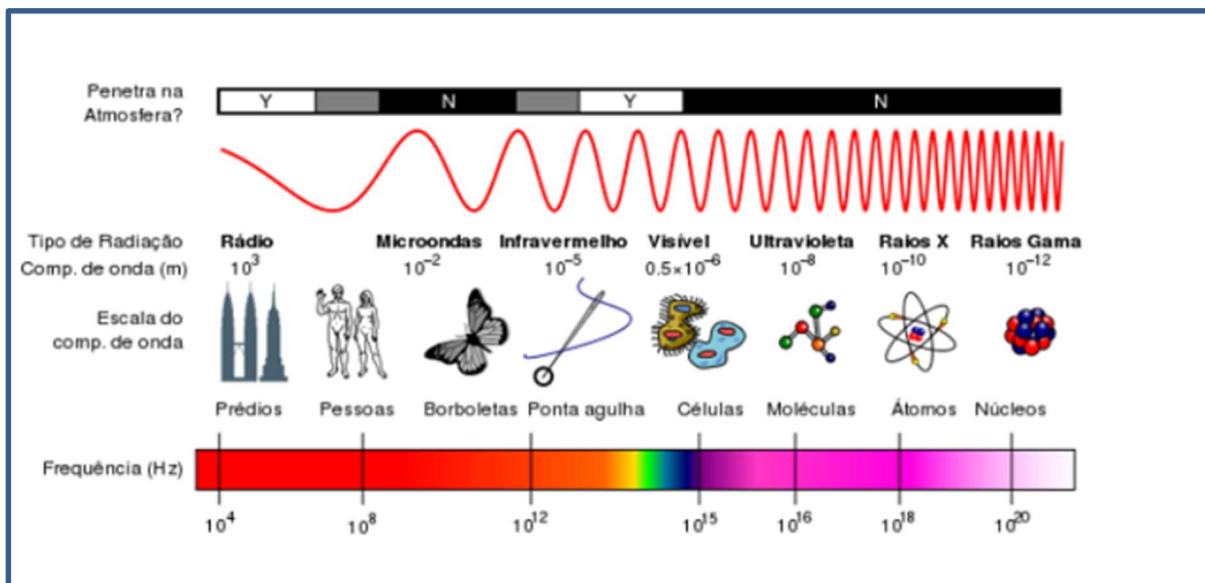 Penetra na
Atmosfera?
Y N Y N
Tipo de Radiação Rádio Microondas Infravermelho Visível Ultravioleta Raios X Raios Gama
Comp. de onda (m) 10³ 10⁻² 10⁻⁵ 0.5×10⁻⁶ 10⁻⁸ 10⁻¹⁰ 10⁻¹²
Escala do
comp. de onda
Prédios Pessoas Borboletas Ponta agulha Células Moléculas Átomos Núcleos
Frequência (Hz)
10⁴ 10⁸ 10¹² 10¹⁵ 10¹⁶ 10¹⁸ 10²⁰